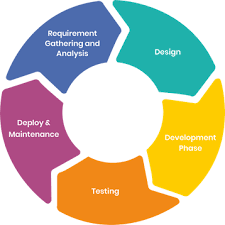 Requirement
Gathering and
Analysis
Design
Development
Phase
Testing
Deploy &
Maintenance